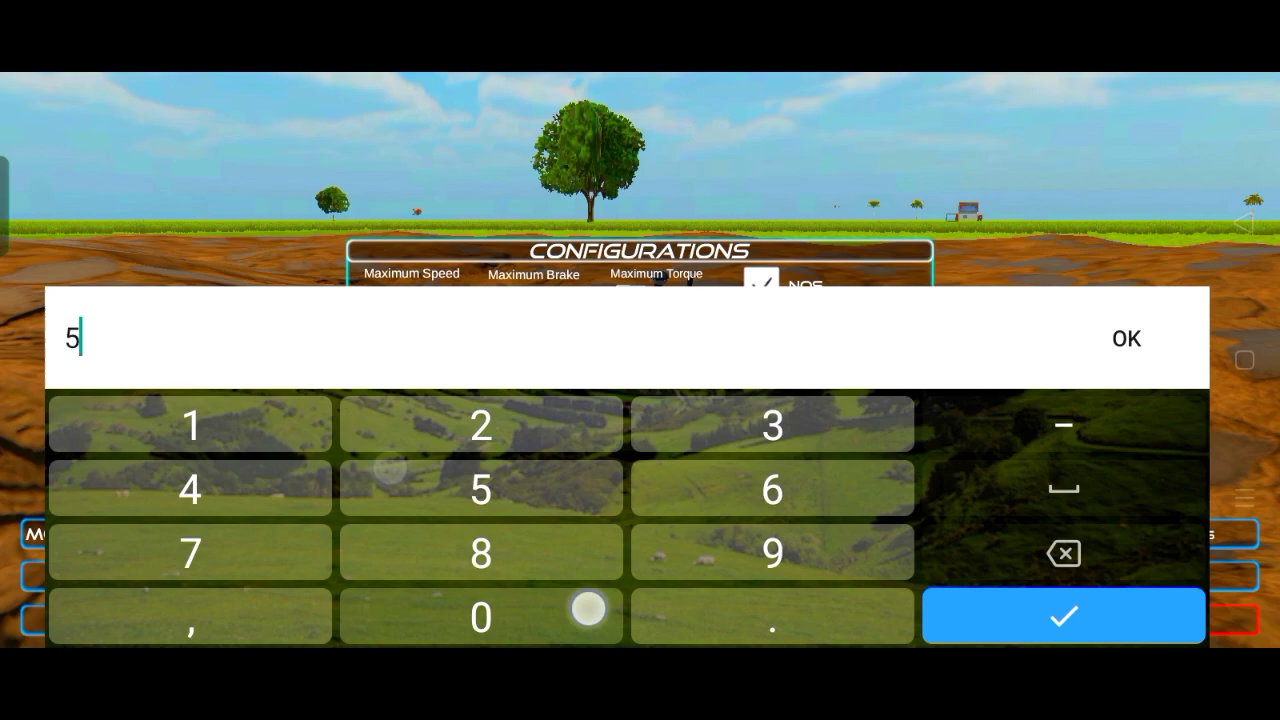 CONFIGURATIONS
Maximum Speed Maximum Brake Maximum Torque NOS
5 OK
1 2 3 -
4 5 6
7 8 9
, 0 .